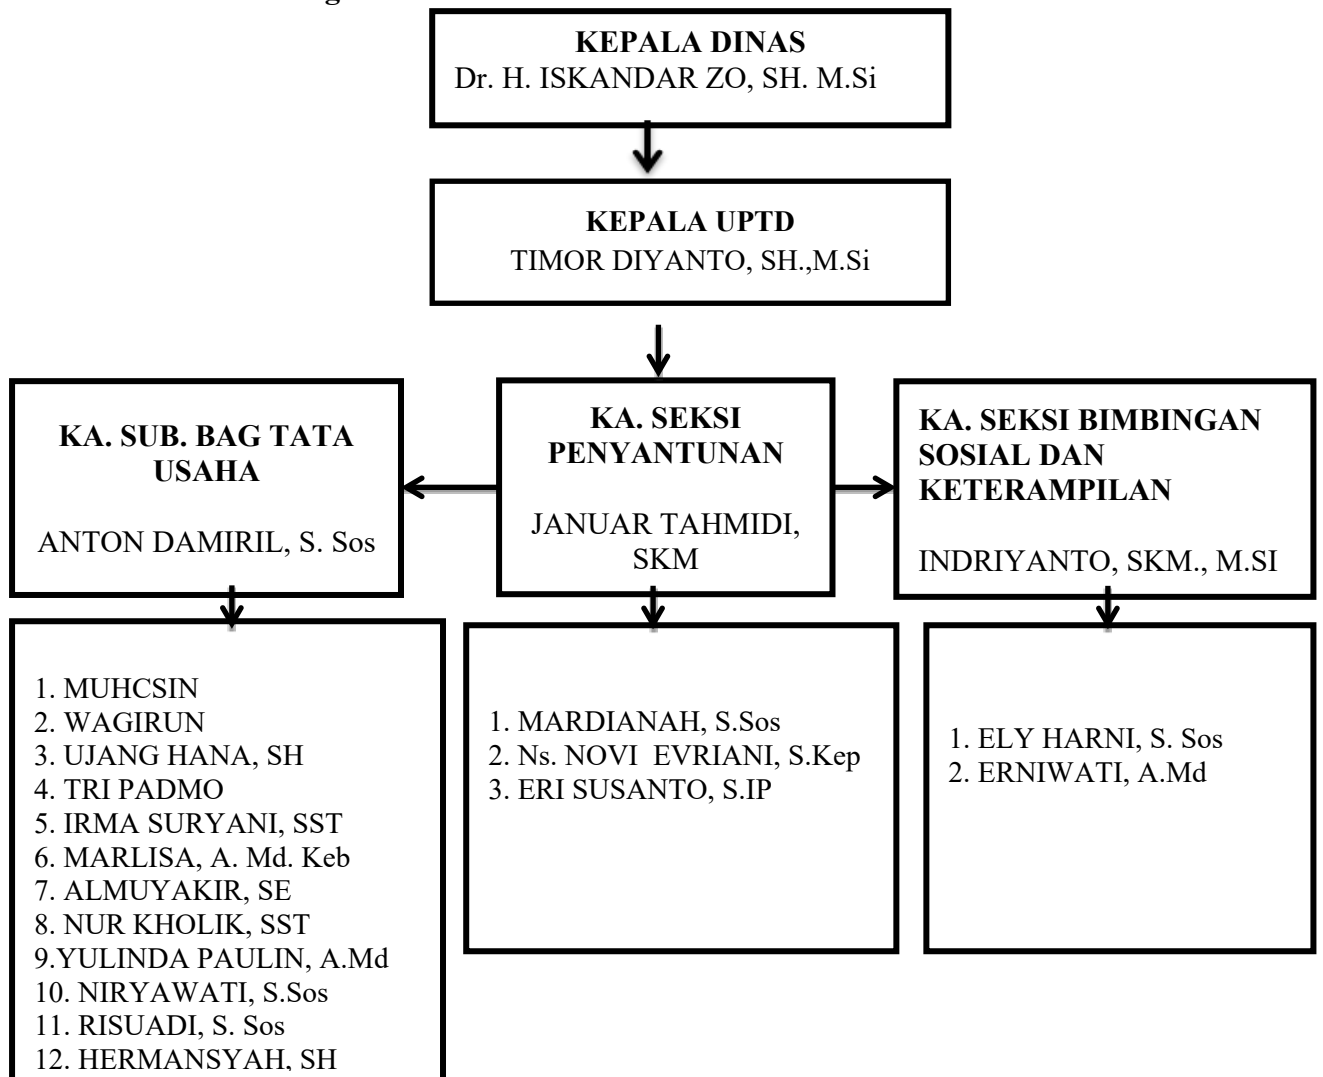 KEPALA DINAS
Dr. H. ISKANDAR ZO, SH. M.Si
KEPALA UPTD
TIMOR DIYANTO, SH.,M.Si
KA. SUB. BAG TATA
USAHA
ANTON DAMIRIL, S. Sos
KA. SEKSI
PENYANTUNAN
JANUAR TAHMIDI,
SKM
KA. SEKSI BIMBINGAN
SOSIAL DAN
KETERAMPILAN
INDRIYANTO, SKM., M.SI
1. MUHCSIN
2. WAGIRUN
3. UJANG HANA, SH
4. TRI PADMO
5. IRMA SURYANI, SST
6. MARLISA, A. Md. Keb
7. ALMUYAKIR, SE
8. NUR KHOLIK, SST
9.YULINDA PAULIN, A.Md
10. NIRYAWATI, S.Sos
11. RISUADI, S. Sos
12. HERMANSYAH, SH
1. MARDIANAH, S.Sos
2. Ns. NOVI  EVRIANI, S.Kep
3. ERI SUSANTO, S.IP
1. ELY HARNI, S. Sos
2. ERNIWATI, A.Md